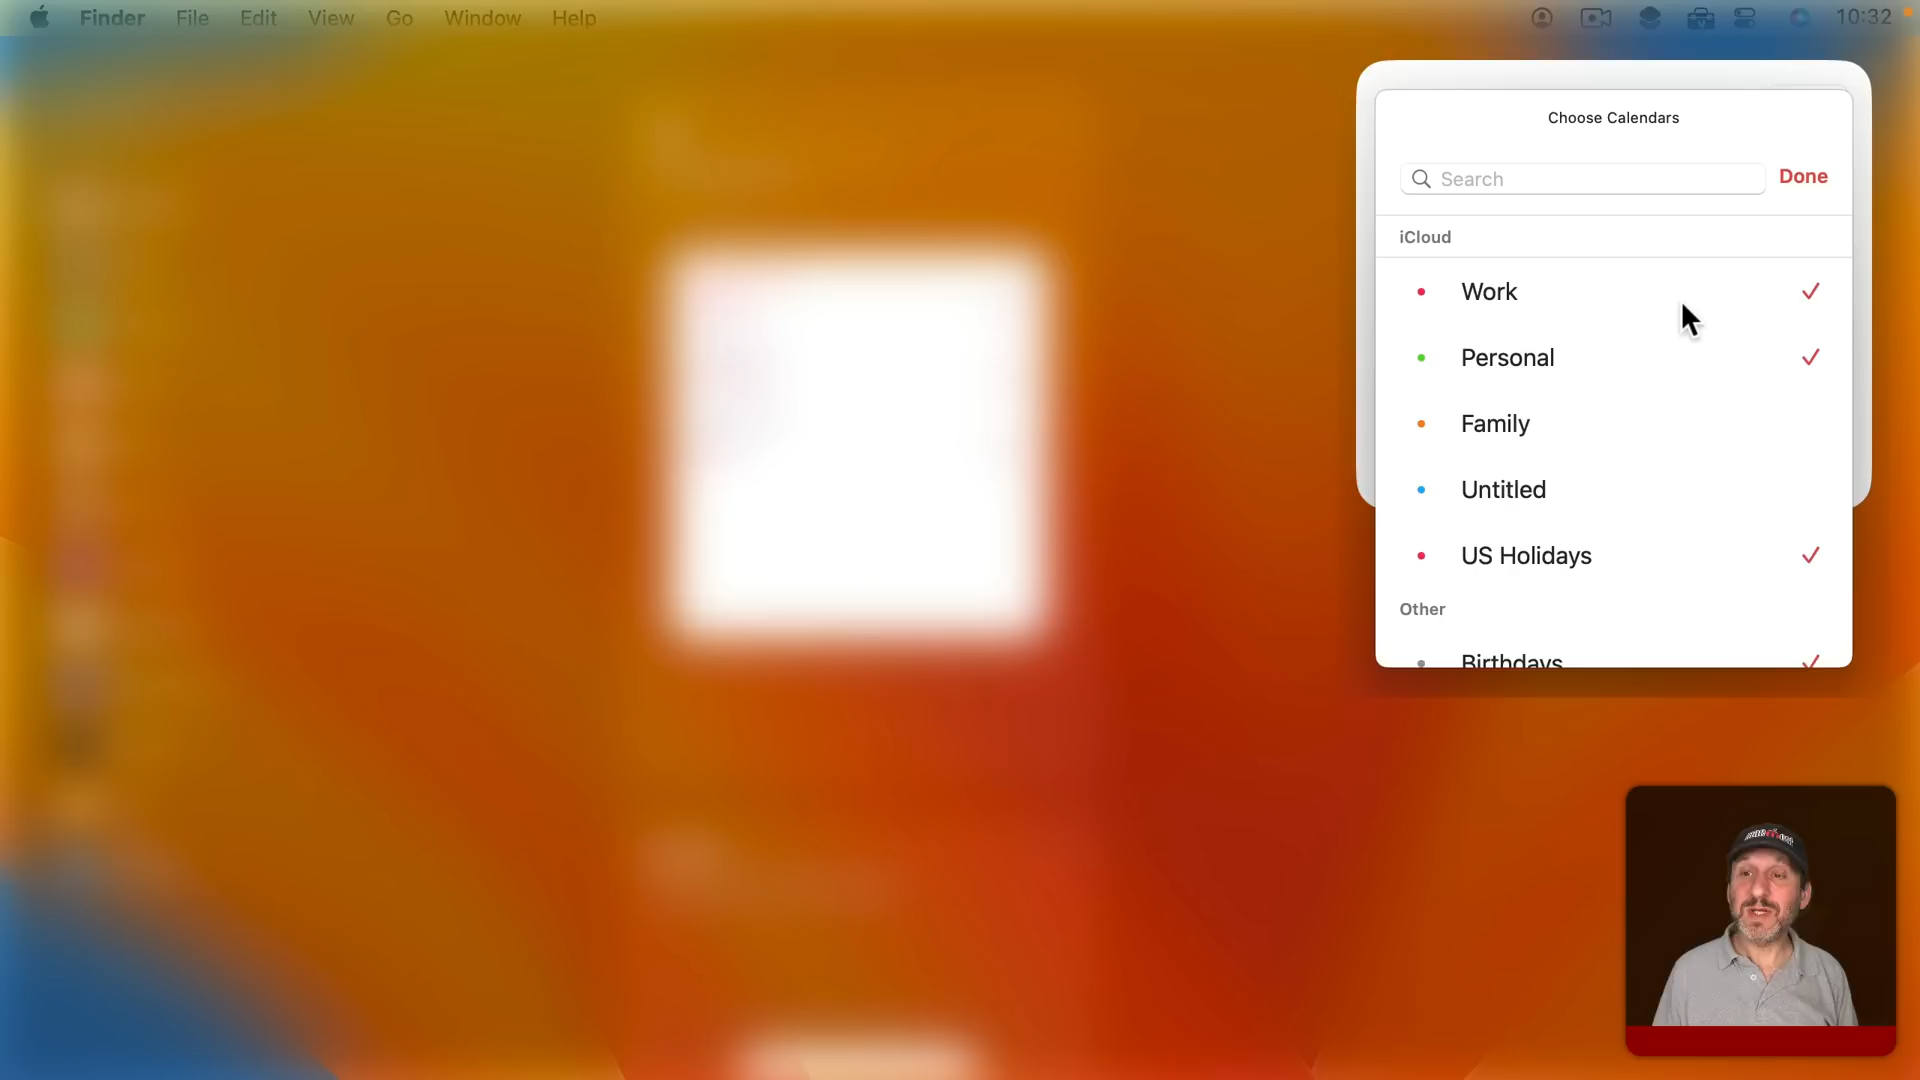 Finder File Edit View Go Window Help 10:32
Choose Calendars
Search Done
iCloud
Work
Personal
Family
Untitled
US Holidays
Other
Birthdays